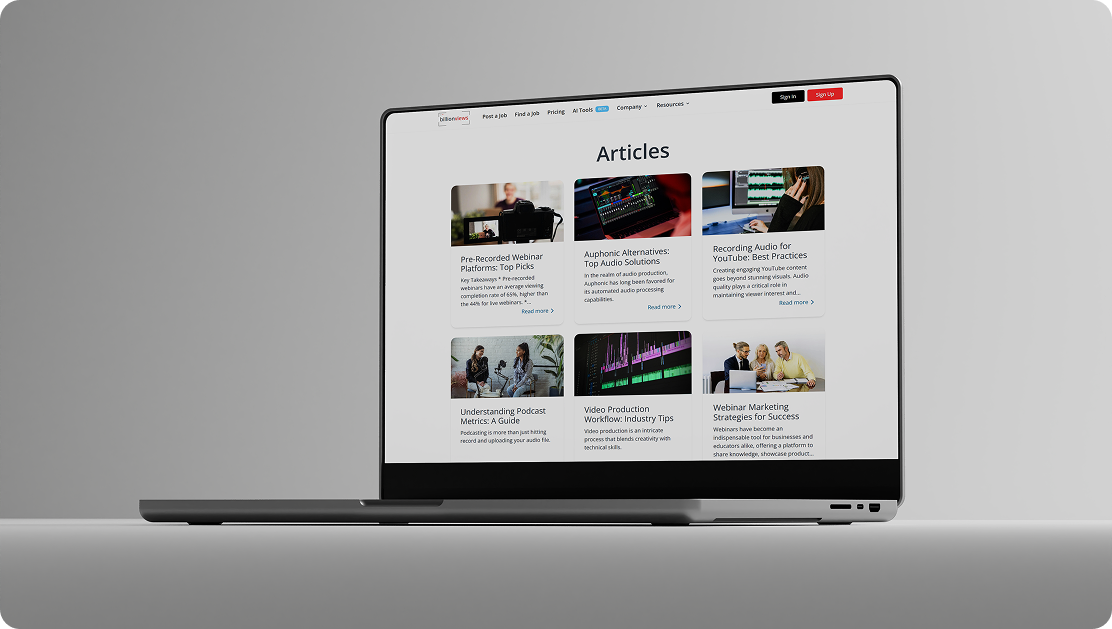 billionviews
Post a Job
Find a Job
Pricing
AI Tools
Beta
Company
Resources
Sign In
Sign Up
Articles
Pre-Recorded Webinar
Platforms: Top Picks
Key Takeaways * Pre-recorded
webinars have an average viewing
completion rate of 65%, higher than
the 44% for live webinars. *...
Read more
Auphonic Alternatives:
Top Audio Solutions
In the realm of audio production,
Auphonic has long been favored for
its automated audio processing
capabilities.
Read more
Recording Audio for
YouTube: Best Practices
Creating engaging YouTube content
goes beyond stunning visuals. Audio
quality plays a critical role in
maintaining viewer interest and...
Read more
Understanding Podcast
Metrics: A Guide
Podcasting is more than just hitting
record and uploading your audio file.
Video Production
Workflow: Industry Tips
Video production is an intricate
process that blends creativity with
technical skills.
Webinar Marketing
Strategies for Success
Webinars have become an
indispensable tool for businesses and
educators alike, offering a platform to
share knowledge, showcase product...